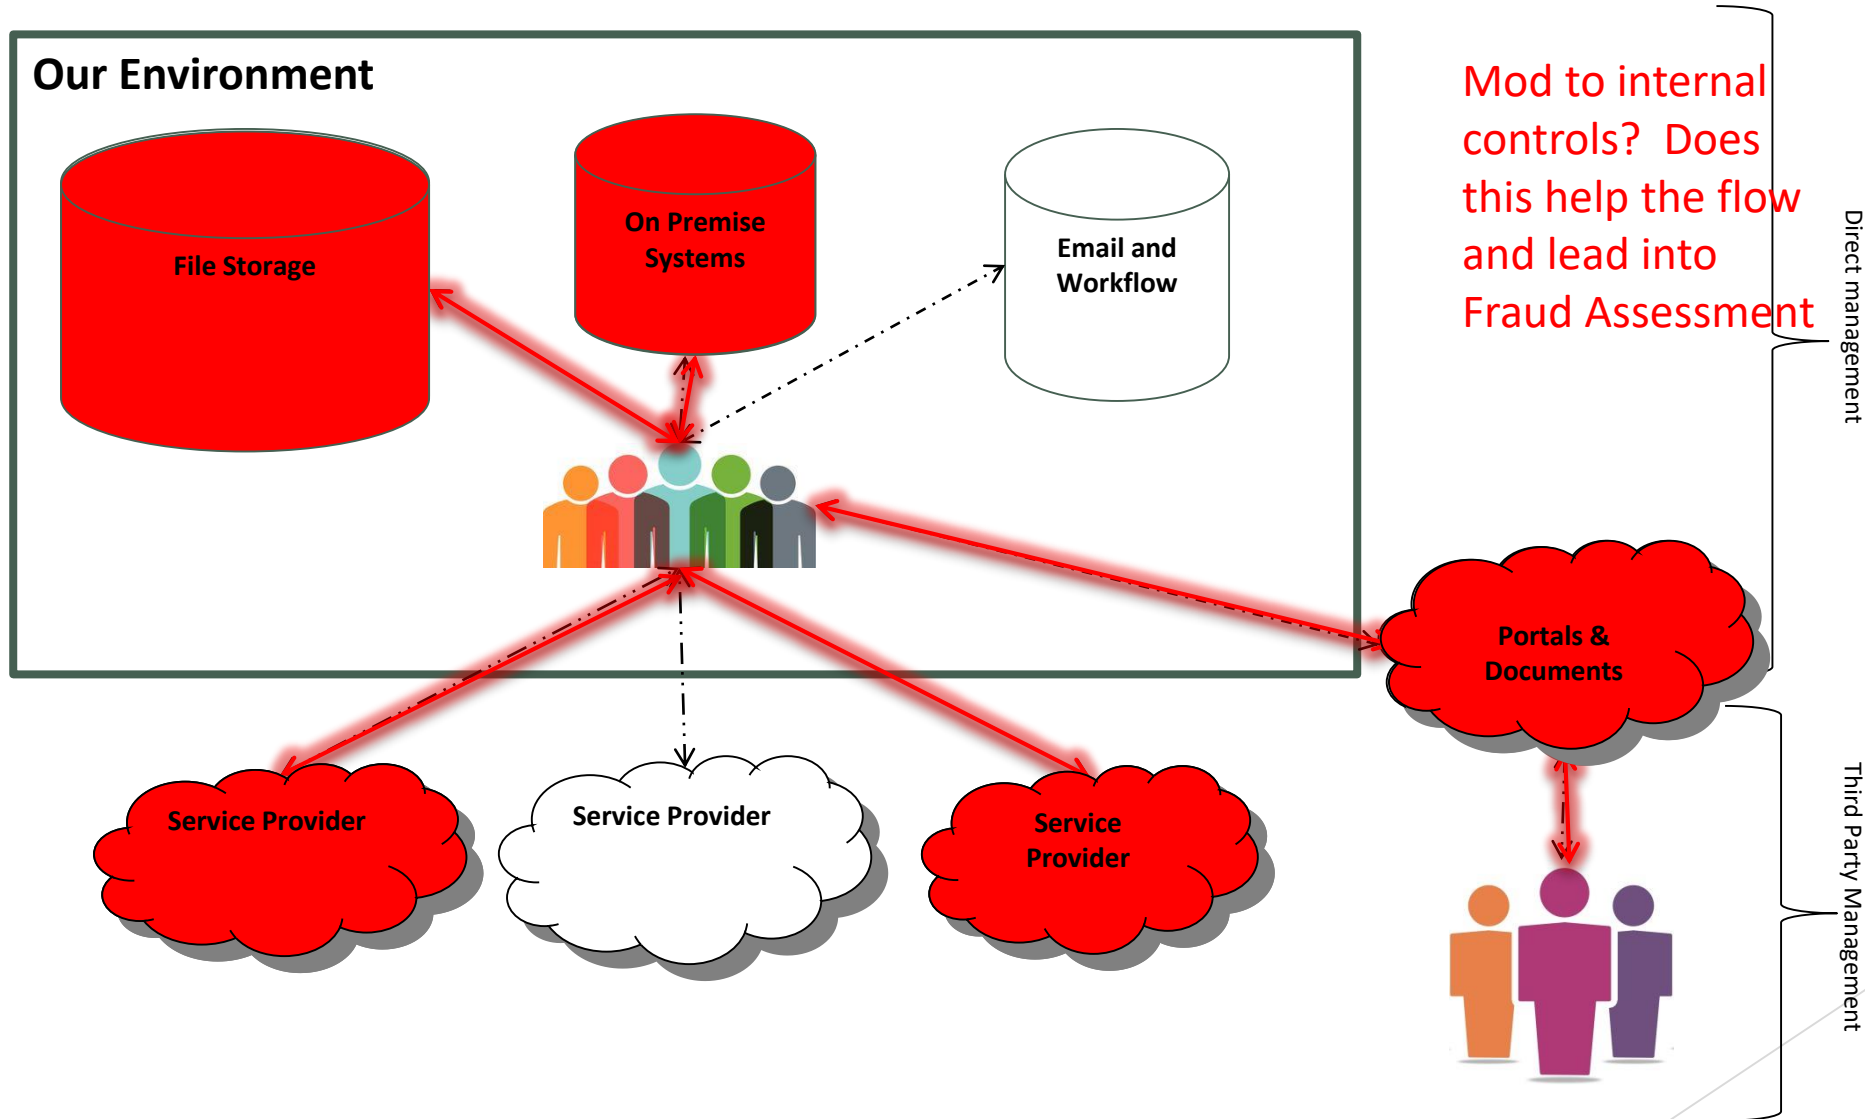 Our Environment
Mod to internal
controls?  Does
this help the flow
and lead into
Fraud Assessment
File Storage
On Premise
Systems
Email and
Workflow
Direct management
Portals &
Documents
Service Provider
Service Provider
Service
Provider
Third Party Management